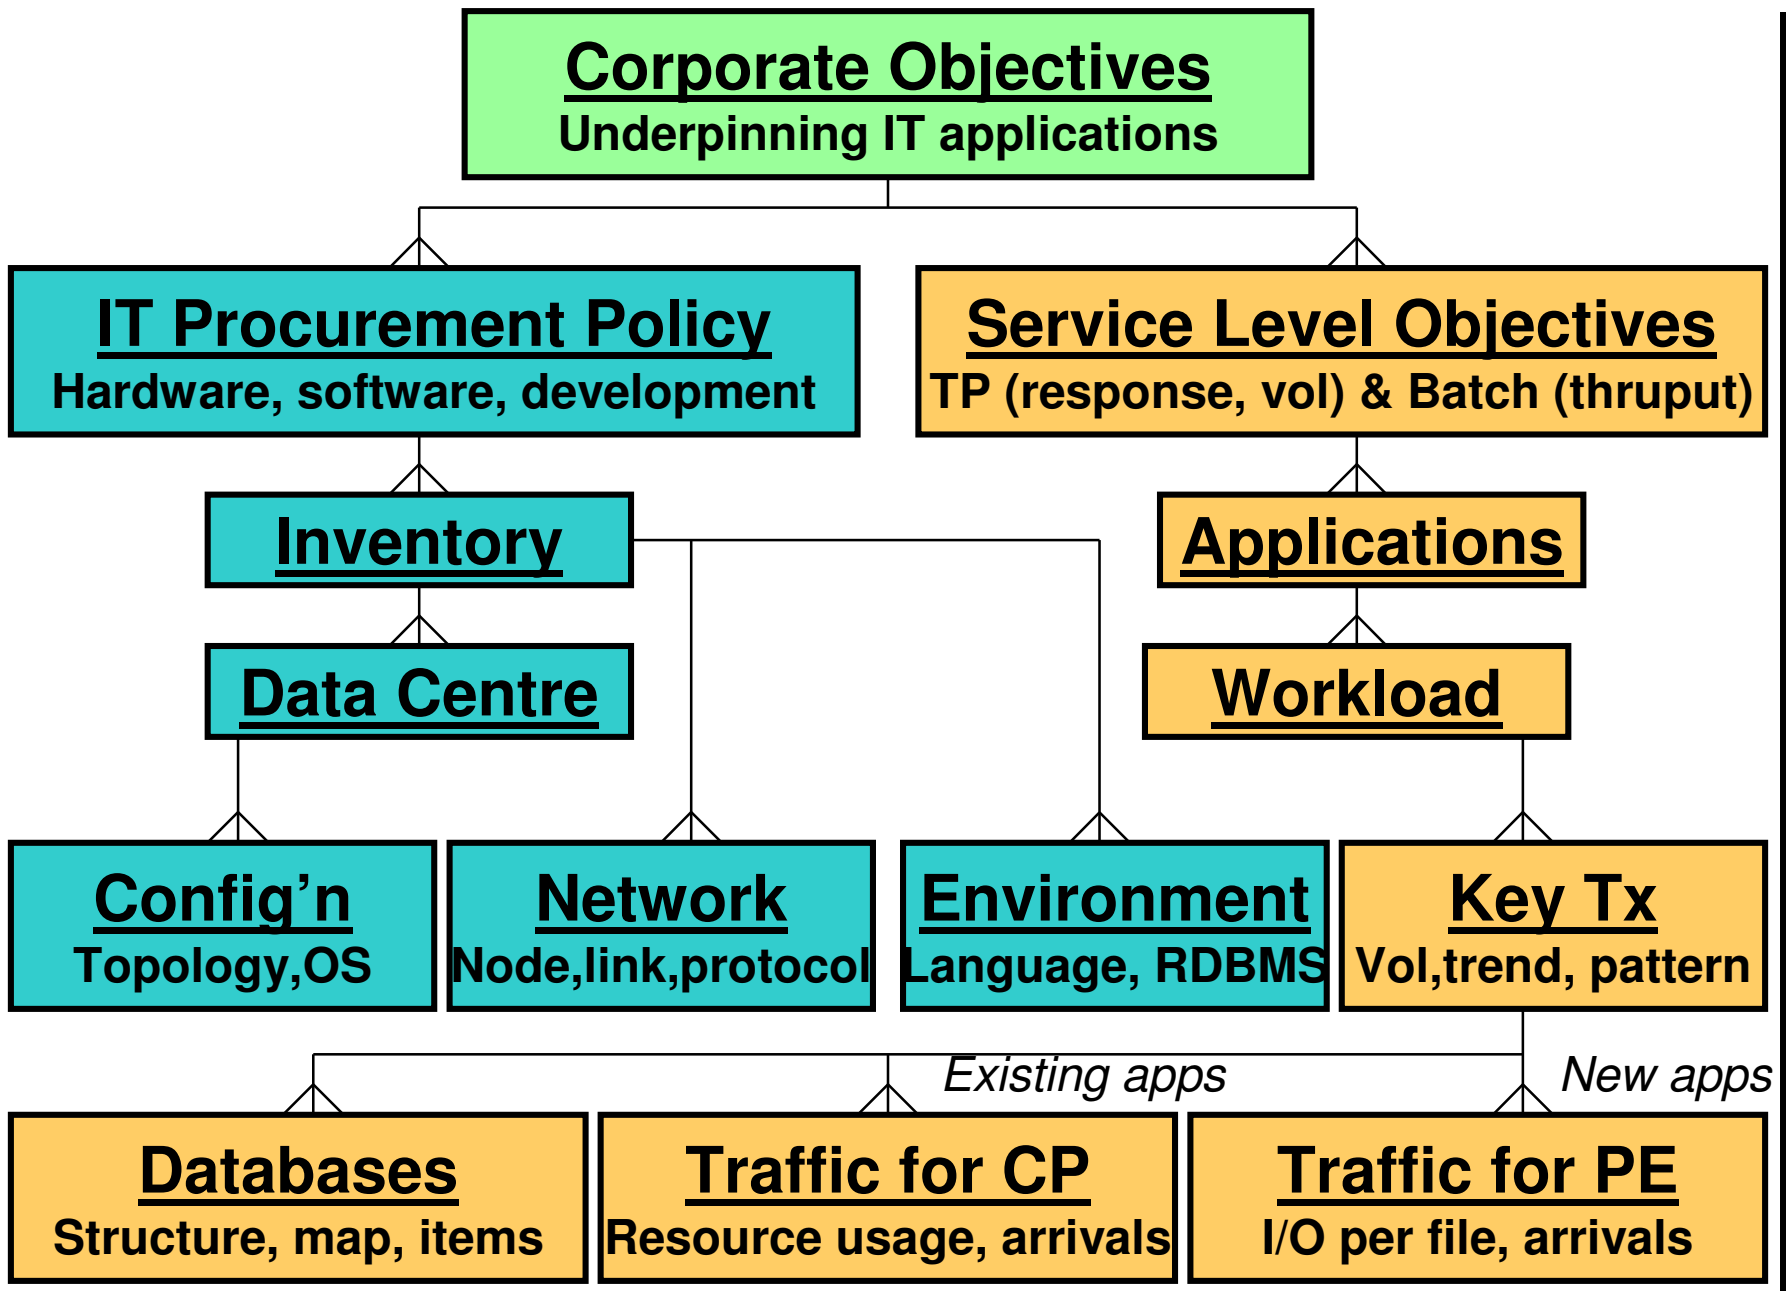 Corporate Objectives
Underpinning IT applications
IT Procurement Policy
Hardware, software, development
Service Level Objectives
TP (response, vol) & Batch (thruput)
Inventory
Applications
Data Centre
Workload
Config’n
Topology,OS
Network
Node,link,protocol
Environment
Language, RDBMS
Key Tx
Vol,trend, pattern
Existing apps
New apps
Databases
Structure, map, items
Traffic for CP
Resource usage, arrivals
Traffic for PE
I/O per file, arrivals